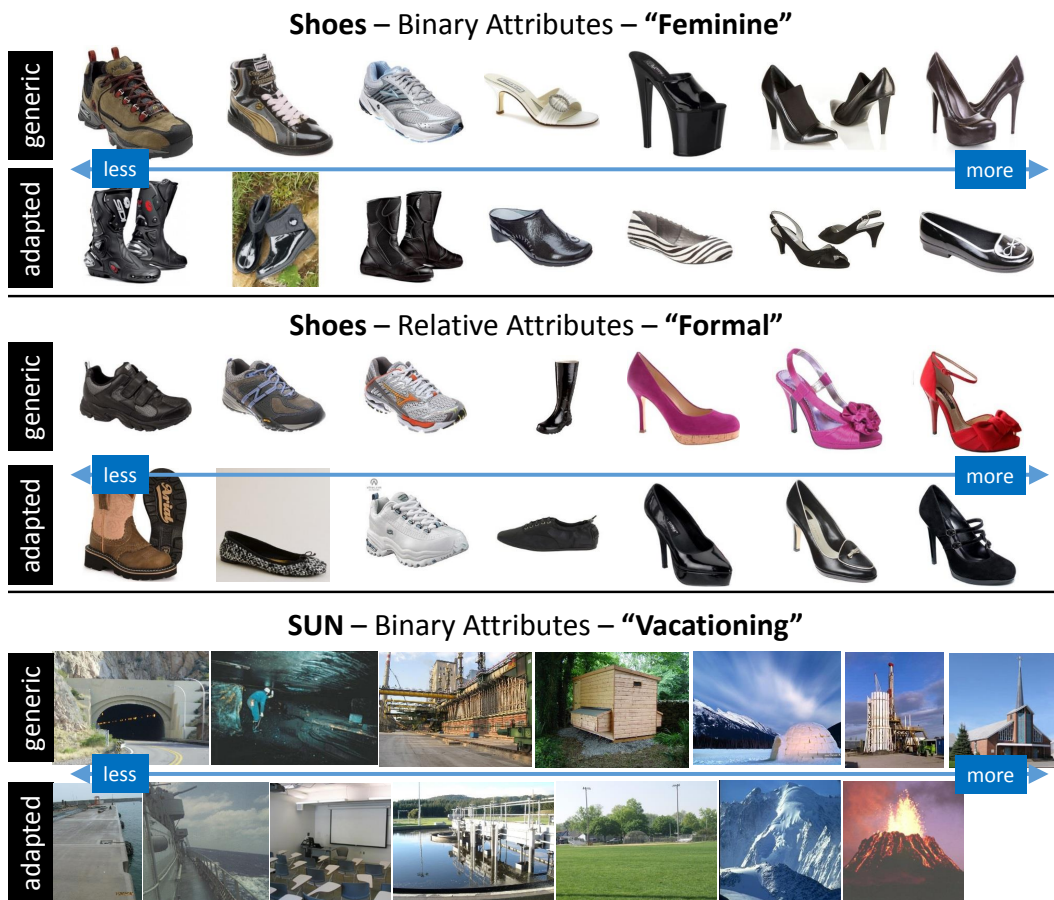 Shoes – Binary Attributes – “Feminine”
generic
less
more
adapted
Shoes – Relative Attributes – “Formal”
generic
less
more
adapted
Ariat
SUN – Binary Attributes – “Vacationing”
generic
less
more
adapted